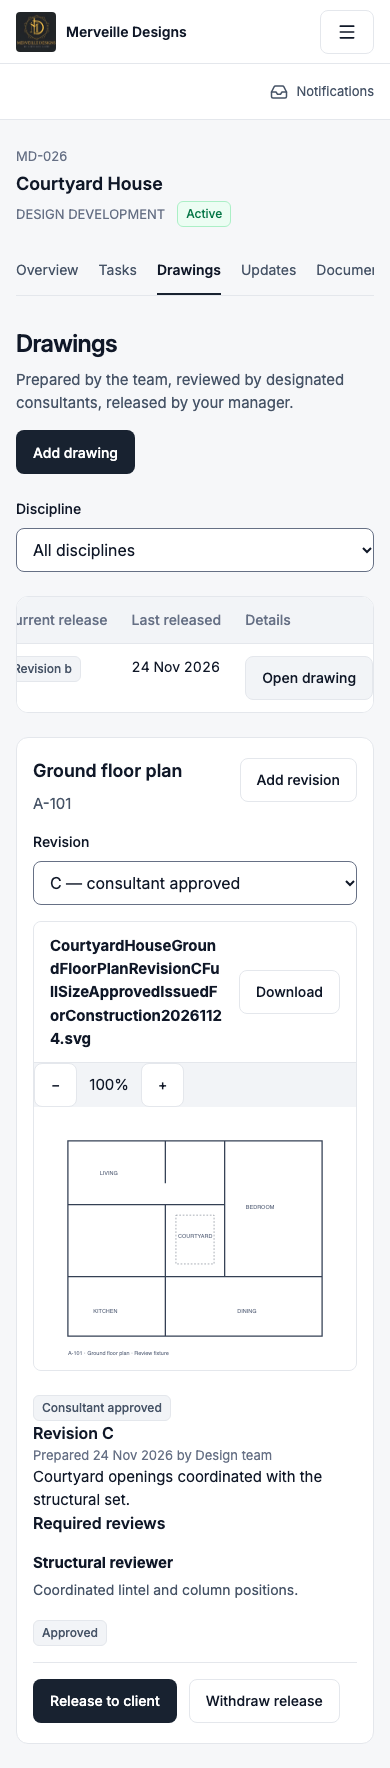 Merveille Designs
Notifications
MD-026
Courtyard House
DESIGN DEVELOPMENT Active
Overview Tasks Drawings Updates Documen
Drawings
Prepared by the team, reviewed by designated
consultants, released by your manager.
Add drawing
Discipline
All disciplines
urrent release Last released Details
Revision b 24 Nov 2026 Open drawing
Ground floor plan
Add revision
A-101
Revision
C — consultant approved
CourtyardHouseGroun
dFloorPlanRevisionCFu
llSizeApprovedIssuedF
orConstruction2026112
4.svg
Download
− 100% +
LIVING
BEDROOM
COURTYARD
KITCHEN
DINING
A-101 · Ground floor plan · Review fixture
Consultant approved
Revision C
Prepared 24 Nov 2026 by Design team
Courtyard openings coordinated with the
structural set.
Required reviews
Structural reviewer
Coordinated lintel and column positions.
Approved
Release to client Withdraw release